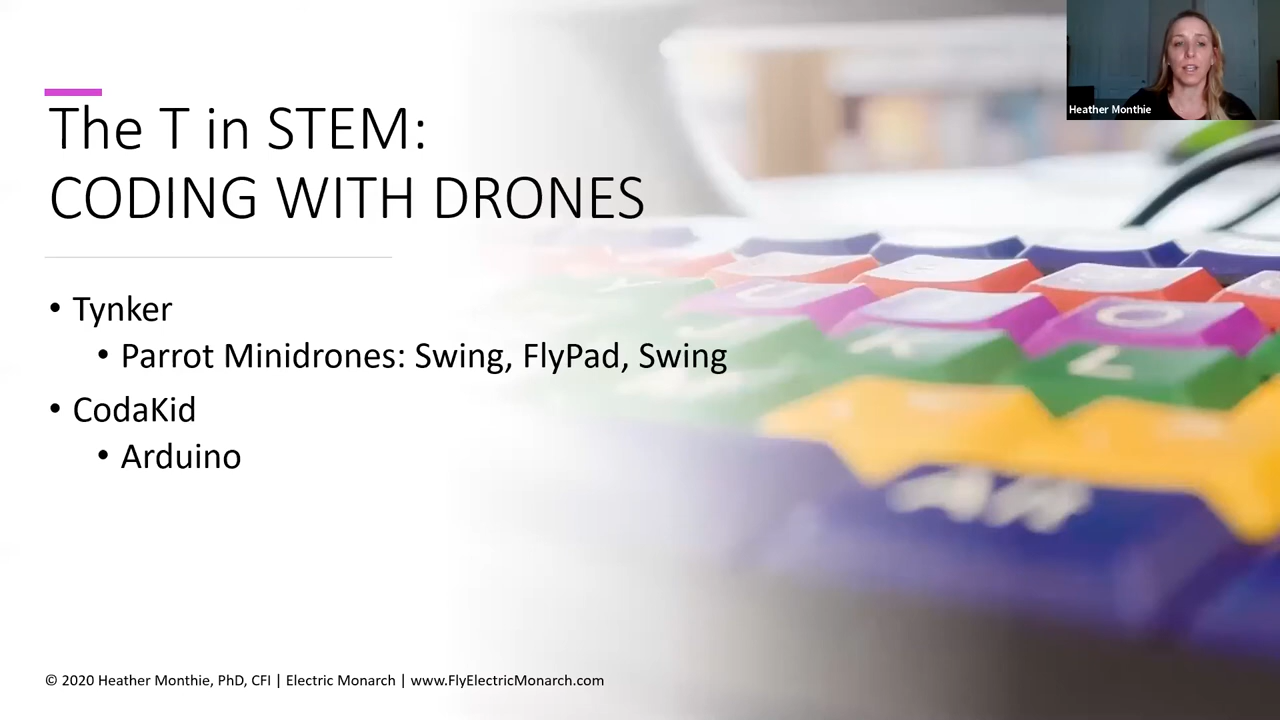 The T in STEM:
CODING WITH DRONES
Heather Monthie
• Tynker
• Parrot Minidrones: Swing, FlyPad, Swing
• CodaKid
• Arduino
© 2020 Heather Monthie, PhD, CFI | Electric Monarch | www.FlyElectricMonarch.com